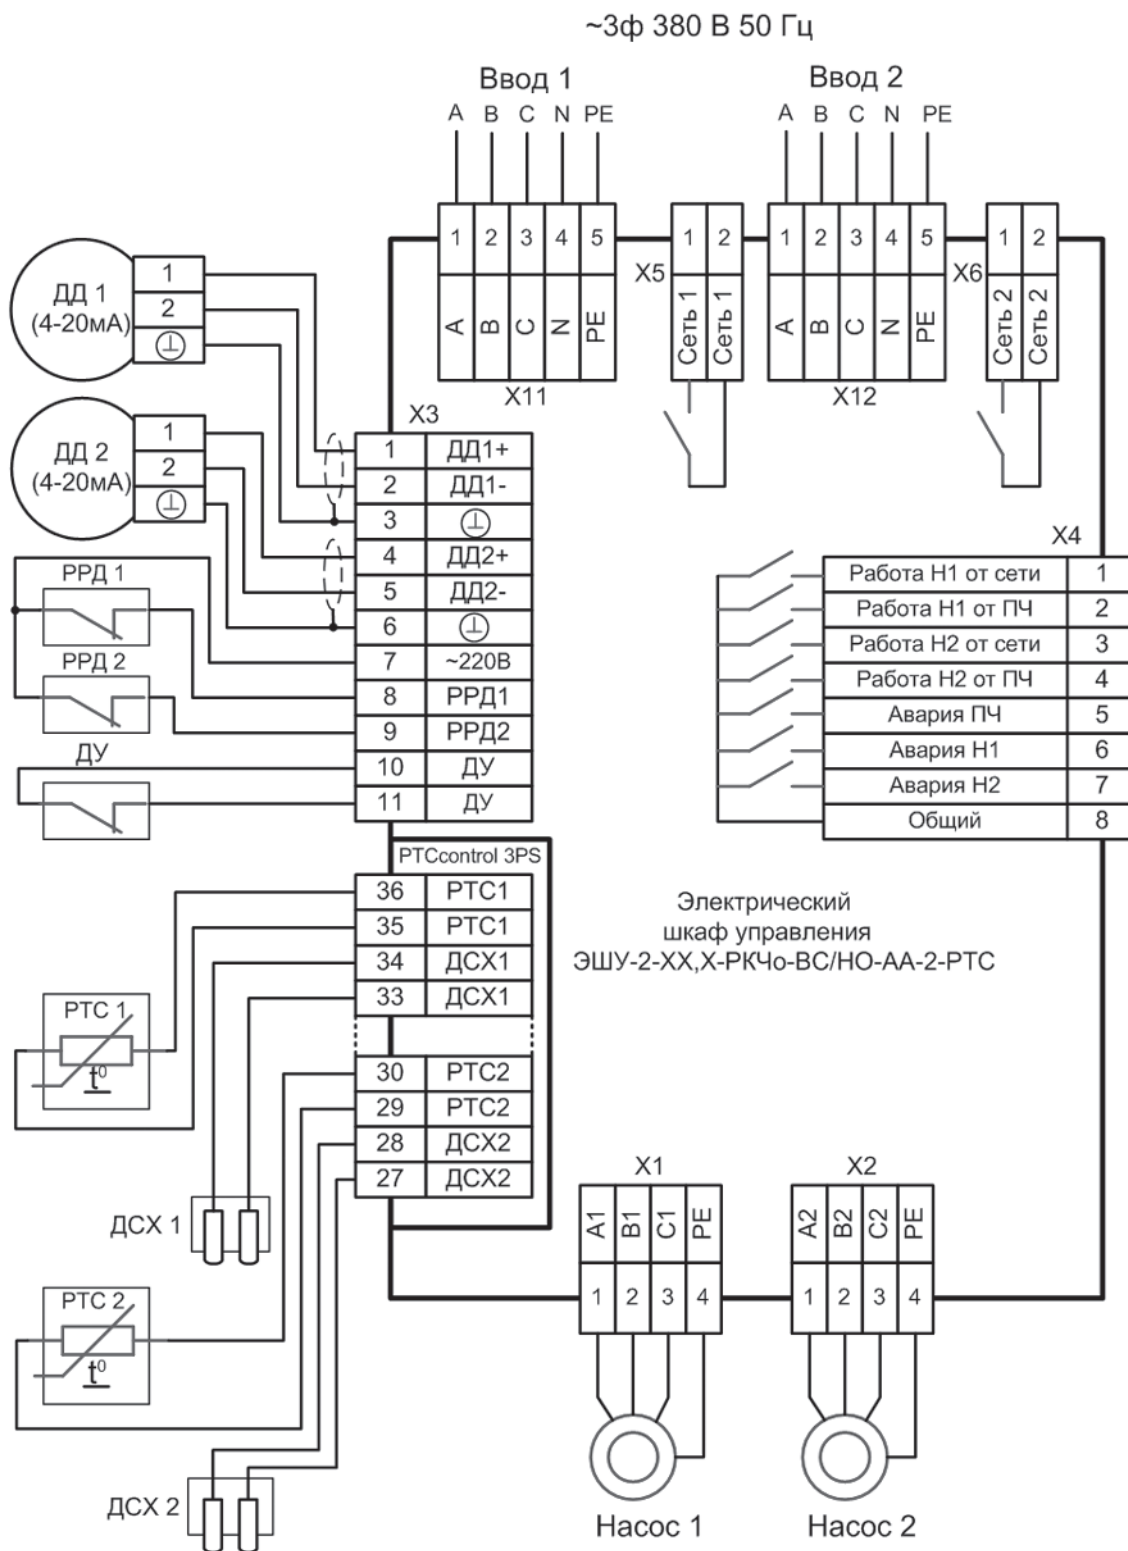 ~3ф 380 В 50 Гц
Ввод 1
Ввод 2
A B C N PE
A B C N PE
1 2 3 4 5
A B C N PE
X11
X5
1 2
Сеть 1
Сеть 1
1 2 3 4 5
A B C N PE
X12
X6
1 2
Сеть 2
Сеть 2
ДД 1
(4-20мА)
1
2
ДД 2
(4-20мА)
1
2
РРД 1
РРД 2
ДУ
X3
1 ДД1+
2 ДД1-
3
4 ДД2+
5 ДД2-
6
7 ~220В
8 РРД1
9 РРД2
10 ДУ
11 ДУ
X4
Работа Н1 от сети 1
Работа Н1 от ПЧ 2
Работа Н2 от сети 3
Работа Н2 от ПЧ 4
Авария ПЧ 5
Авария Н1 6
Авария Н2 7
Общий 8
PTCcontrol 3PS
36 РТС1
35 РТС1
34 ДСХ1
33 ДСХ1
30 РТС2
29 РТС2
28 ДСХ2
27 ДСХ2
Электрический
шкаф управления
ЭШУ-2-ХХ,Х-РКЧо-ВС/НО-АА-2-РТС
РТС 1
t⁰
ДСХ 1
РТС 2
t⁰
ДСХ 2
X1
A1 B1 C1 PE
1 2 3 4
Насос 1
X2
A2 B2 C2 PE
1 2 3 4
Насос 2